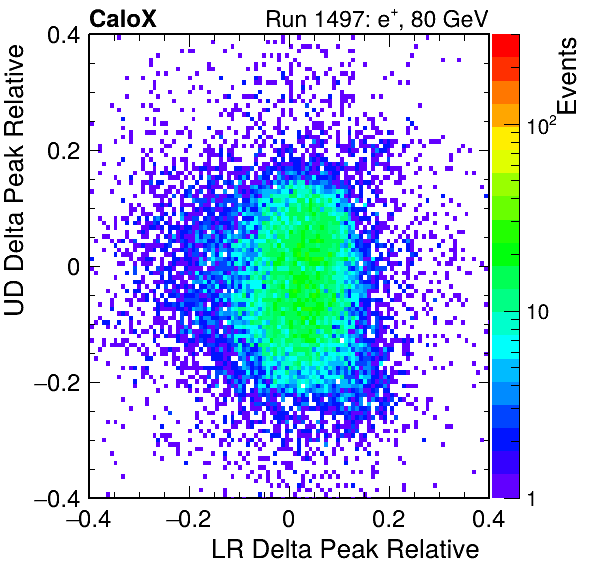 CaloX Run 1497: e⁺, 80 GeV
UD Delta Peak Relative
0.4
0.2
0
−0.2
−0.4
−0.4 −0.2 0 0.2 0.4
LR Delta Peak Relative
Events
10²
10
1